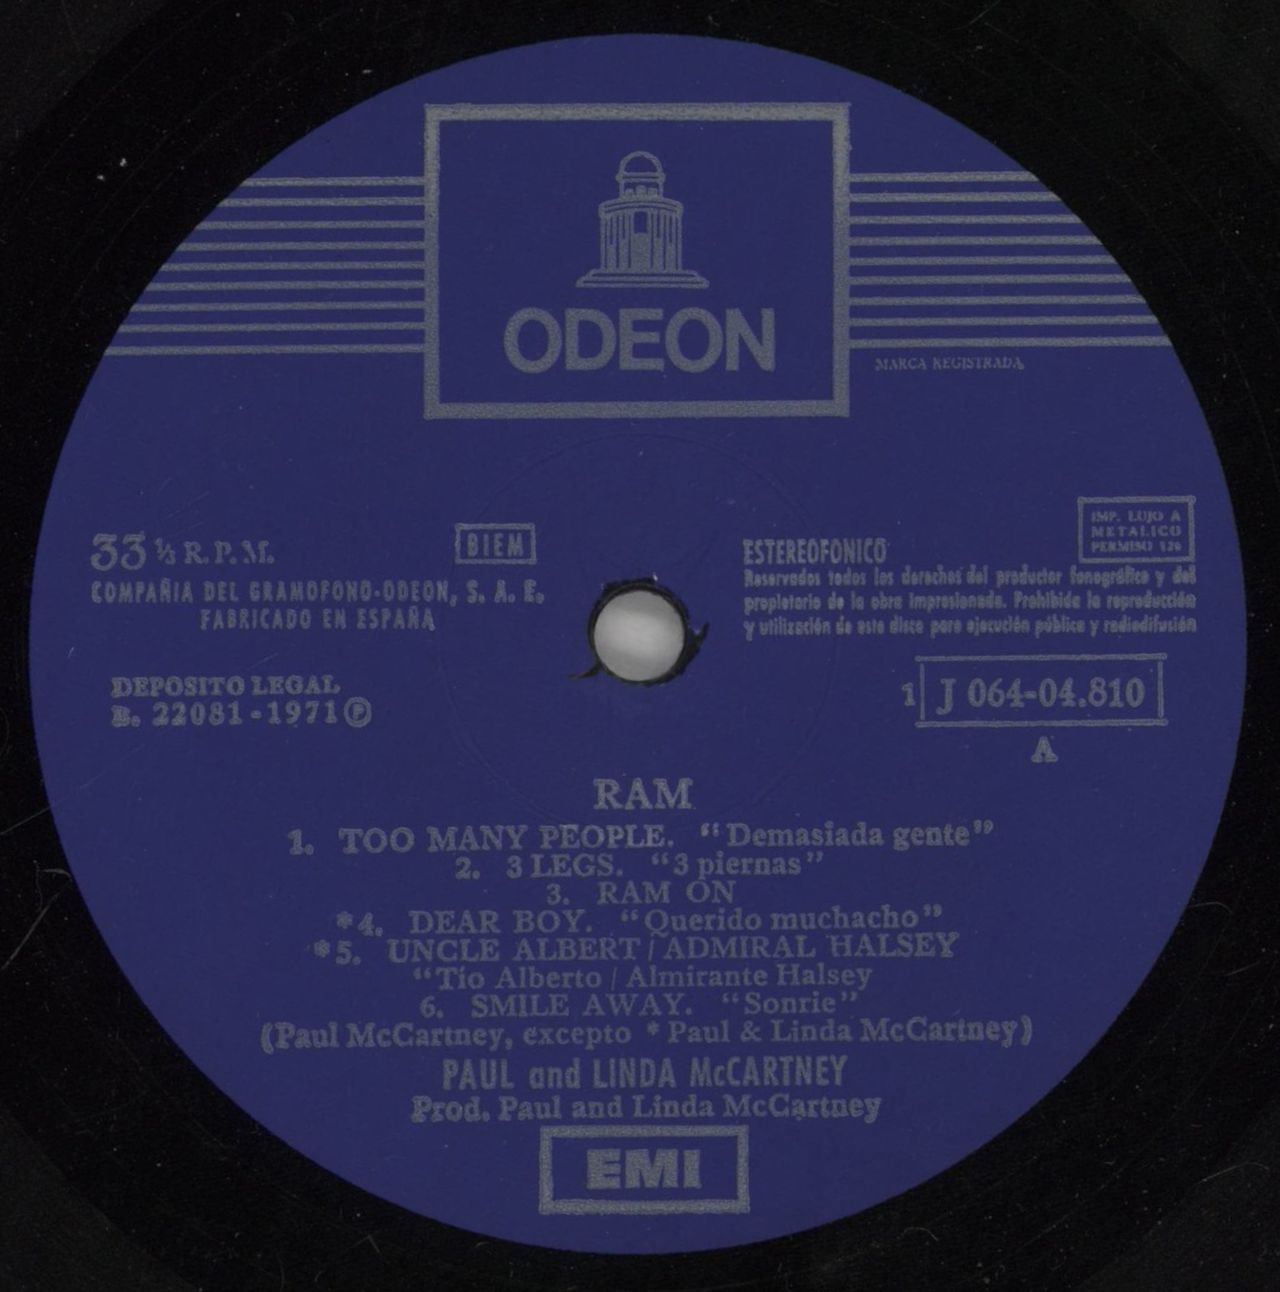 ODEON
MARCA REGISTRADA
33 ⅓ R.P.M.
BIEM
COMPAÑIA DEL GRAMOFONO-ODEON, S. A. E.
FABRICADO EN ESPAÑA
DEPOSITO LEGAL
B. 22081 - 1971 ℗
IMP. LUJO A
METALICO
PERMISO 126
ESTEREOFONICO
Reservados todos los derechos del productor fonográfico y del
propietario de la obra impresionada. Prohibida la reproducción
y utilización de este disco para ejecución pública y radiodifusión
1 J 064-04.810
A
RAM
1. TOO MANY PEOPLE. "Demasiada gente"
2. 3 LEGS. "3 piernas"
3. RAM ON
*4. DEAR BOY. "Querido muchacho"
*5. UNCLE ALBERT / ADMIRAL HALSEY
"Tío Alberto / Almirante Halsey
6. SMILE AWAY. "Sonrie"
(Paul McCartney, excepto * Paul & Linda McCartney)
PAUL and LINDA McCARTNEY
Prod. Paul and Linda McCartney
EMI